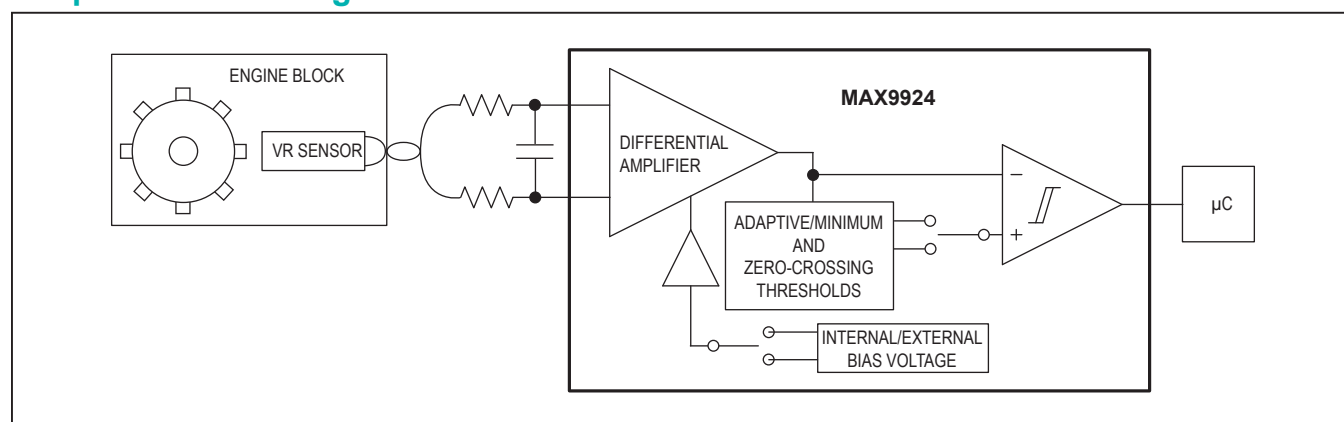 ENGINE BLOCK
VR SENSOR
MAX9924
DIFFERENTIAL
AMPLIFIER
−
+
ADAPTIVE/MINIMUM
AND
ZERO-CROSSING
THRESHOLDS
INTERNAL/EXTERNAL
BIAS VOLTAGE
µC